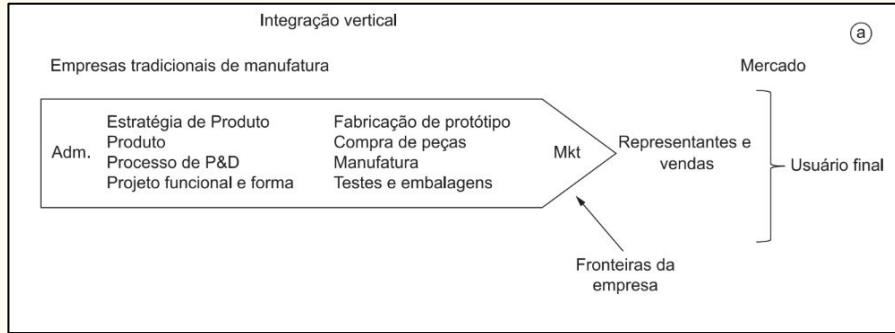 Integração vertical
a
Empresas tradicionais de manufatura
Mercado
Adm.
Estratégia de Produto
Produto
Processo de P&D
Projeto funcional e forma
Fabricação de protótipo
Compra de peças
Manufatura
Testes e embalagens
Mkt
Representantes e
vendas
Usuário final
Fronteiras da
empresa